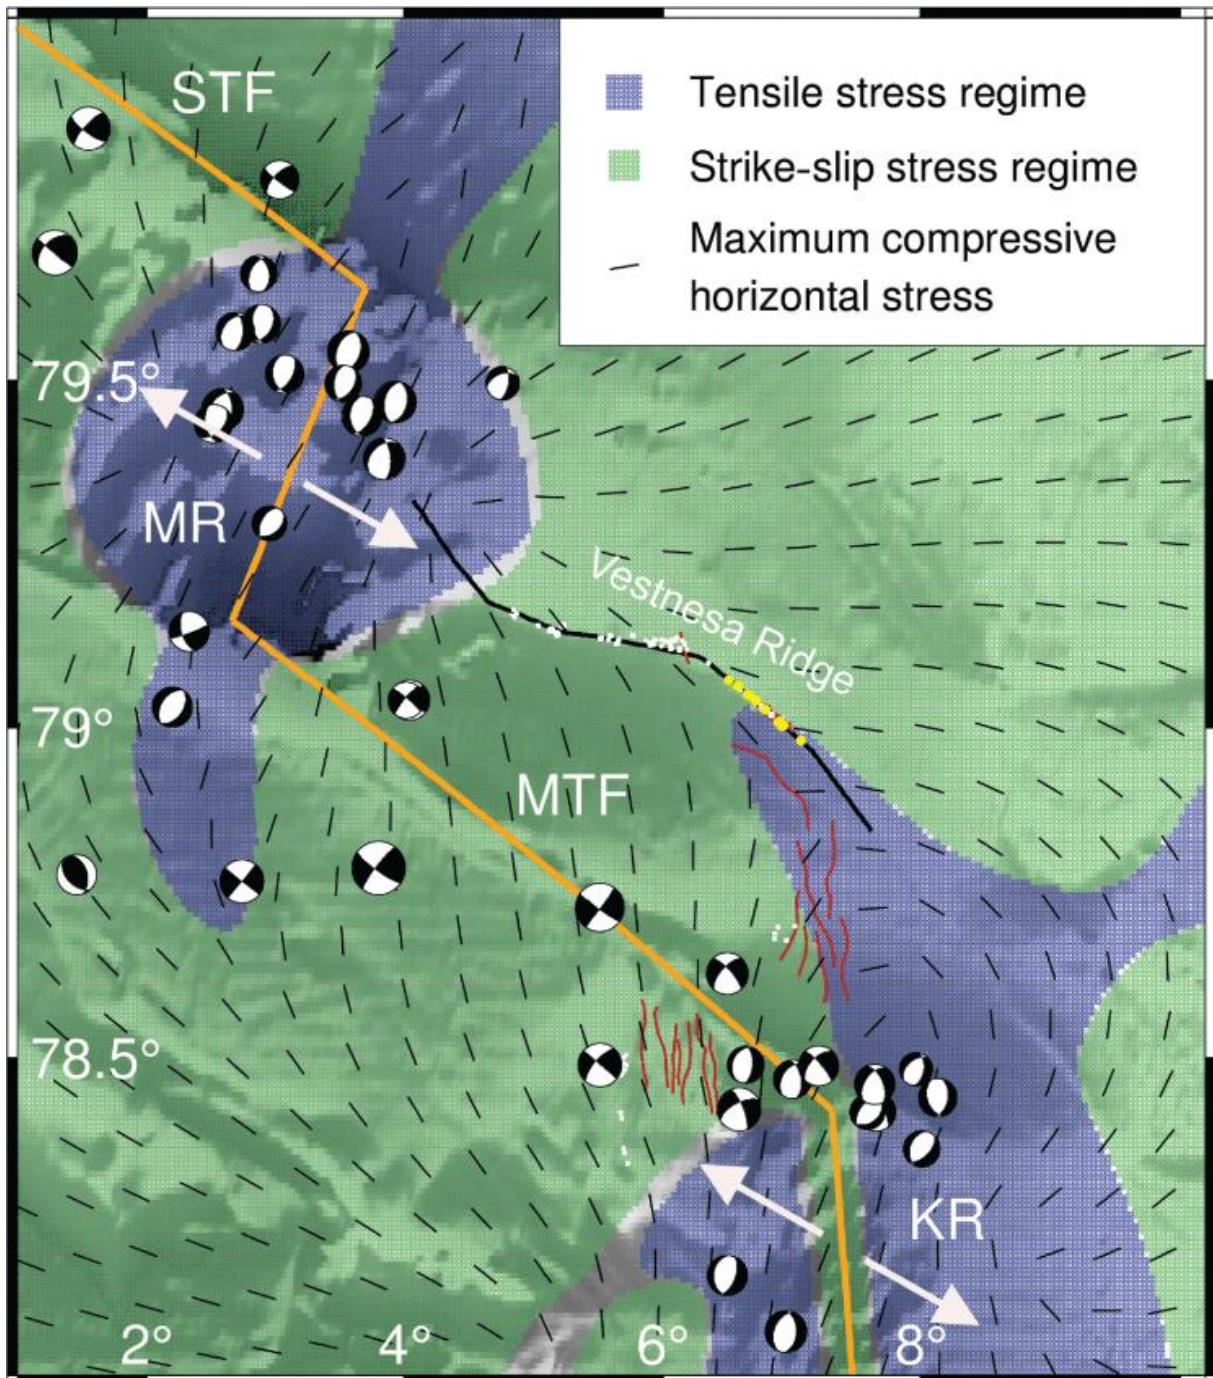 STF
Tensile stress regime
Strike-slip stress regime
Maximum compressive
horizontal stress
79.5°
MR
Vestnesa Ridge
79°
MTF
78.5°
KR
2°
4°
6°
8°